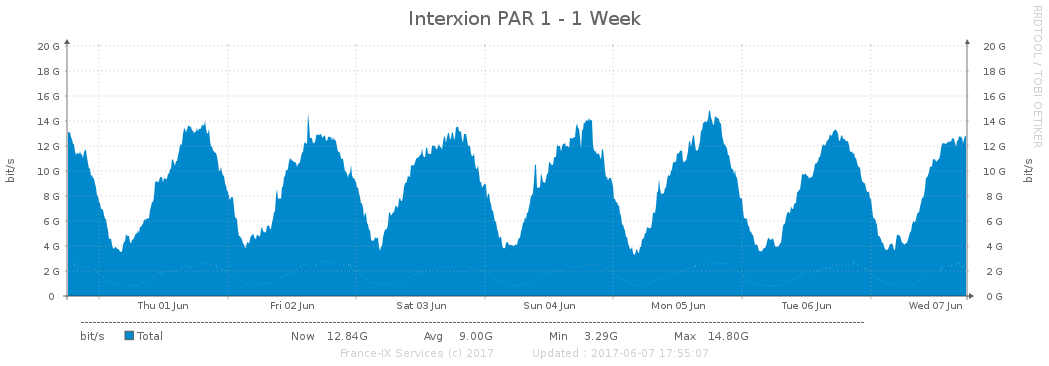 Interxion PAR 1 - 1 Week
RRDTOOL / TOBI OETIKER
20 G 20 G
18 G 18 G
16 G 16 G
14 G 14 G
12 G 12 G
10 G 10 G
8 G 8 G
6 G 6 G
4 G 4 G
2 G 2 G
0 0 G
bit/s
bit/s
Thu 01 Jun Fri 02 Jun Sat 03 Jun Sun 04 Jun Mon 05 Jun Tue 06 Jun Wed 07 Jun
bit/s Total Now 12.84G Avg 9.00G Min 3.29G Max 14.80G
France-IX Services (c) 2017 Updated : 2017-06-07 17:55:07